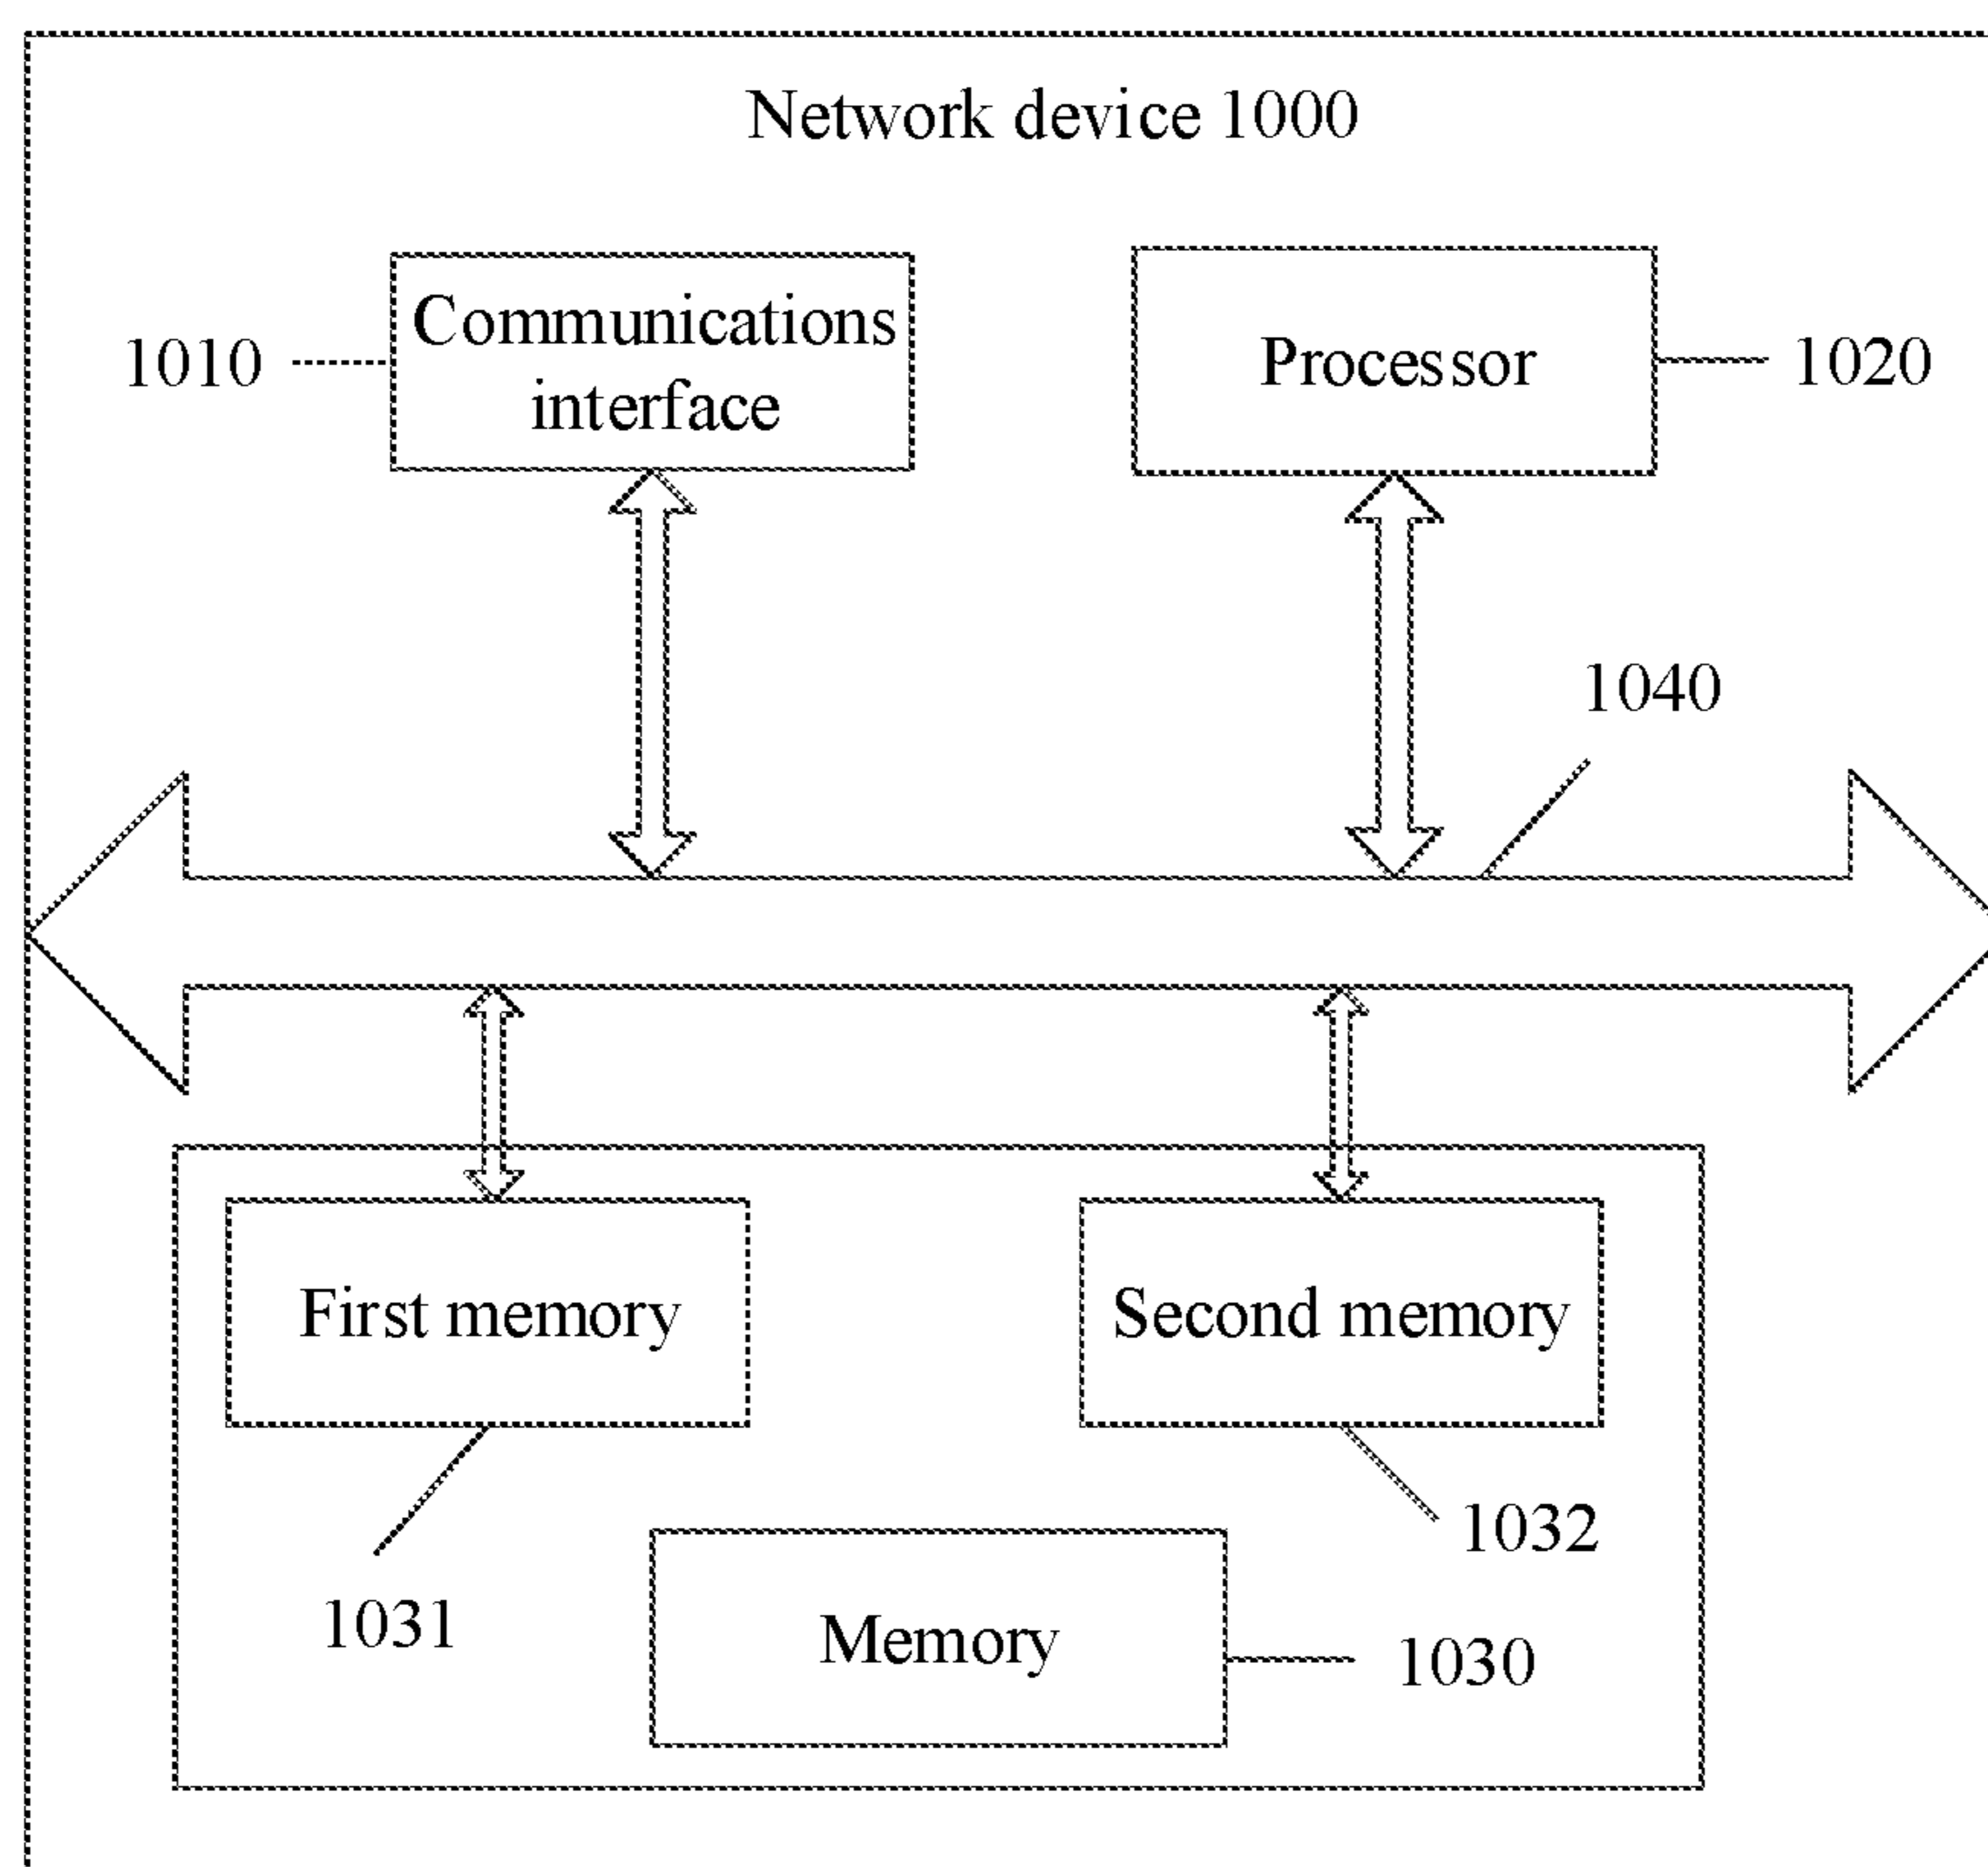 Network device 1000
Communications
interface
1010
Processor
1020
1040
First memory
Second memory
1031
1032
Memory
1030